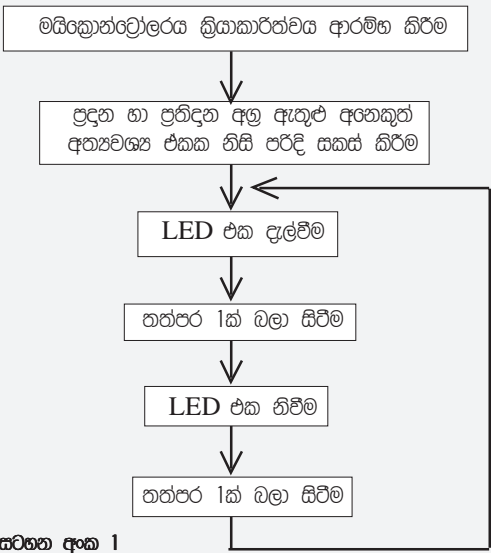 මයික්‍රොන්ට්‍රෝලරය ක්‍රියාකාරිත්වය ආරම්භ කිරීම
ප්‍රදාන හා ප්‍රතිදාන අග්‍ර ඇතුළු අනෙකුත්
අත්‍යවශ්‍ය ඒකක නිසි පරිදි සකස් කිරීම
LED එක දැල්වීම
තත්පර 1ක් බලා සිටීම
LED එක නිවීම
තත්පර 1ක් බලා සිටීම
සටහන අංක 1